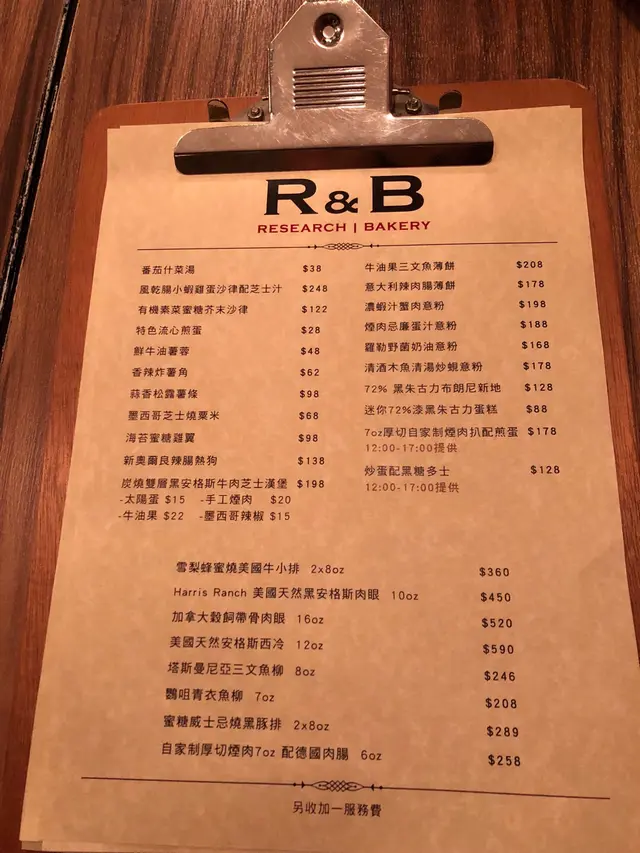 R & B
RESEARCH | BAKERY
番茄什菜湯 $38
風乾腸小蝦雞蛋沙律配芝士汁 $248
有機素菜蜜糖芥末沙律 $122
特色流心煎蛋 $28
鮮牛油薯蓉 $48
香辣炸薯角 $62
蒜香松露薯條 $98
墨西哥芝士燒粟米 $68
海苔蜜糖雞翼 $98
新奧爾良辣腸熱狗 $138
炭燒雙層黑安格斯牛肉芝士漢堡 $198
-太陽蛋 $15 -手工煙肉 $20
-牛油果 $22 -墨西哥辣椒 $15
牛油果三文魚薄餅 $208
意大利辣肉腸薄餅 $178
濃蝦汁蟹肉意粉 $198
煙肉忌廉蛋汁意粉 $188
羅勒野菌奶油意粉 $168
清酒木魚清湯炒蜆意粉 $178
72% 黑朱古力布朗尼新地 $128
迷你72%漆黑朱古力蛋糕 $88
7oz厚切自家制煙肉扒配煎蛋 $178
12:00-17:00提供
炒蛋配黑糖多士 $128
12:00-17:00提供
雪梨蜂蜜燒美國牛小排 2x8oz $360
Harris Ranch 美國天然黑安格斯肉眼 10oz $450
加拿大穀飼帶骨肉眼 16oz $520
美國天然安格斯西冷 12oz $590
塔斯曼尼亞三文魚柳 8oz $246
鸚咀青衣魚柳 7oz $208
蜜糖威士忌燒黑豚排 2x8oz $289
自家制厚切煙肉7oz 配德國肉腸 6oz $258
另收加一服務費